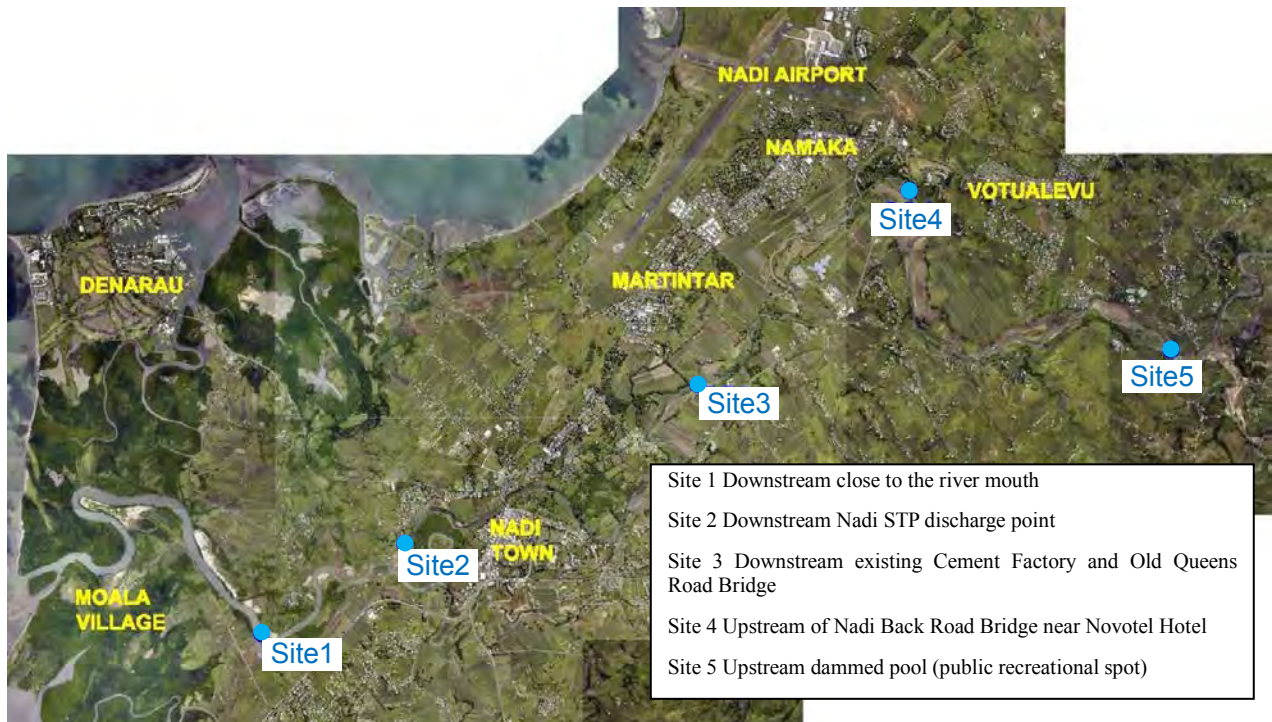 NADI AIRPORT
NAMAKA
Site4
VOTUALEVU
DENARAU
MARTINTAR
Site5
Site3
Site 1 Downstream close to the river mouth
Site 2 Downstream Nadi STP discharge point
Site 3 Downstream existing Cement Factory and Old Queens
Road Bridge
Site 4 Upstream of Nadi Back Road Bridge near Novotel Hotel
Site 5 Upstream dammed pool (public recreational spot)
NADI
TOWN
Site2
MOALA
VILLAGE
Site1